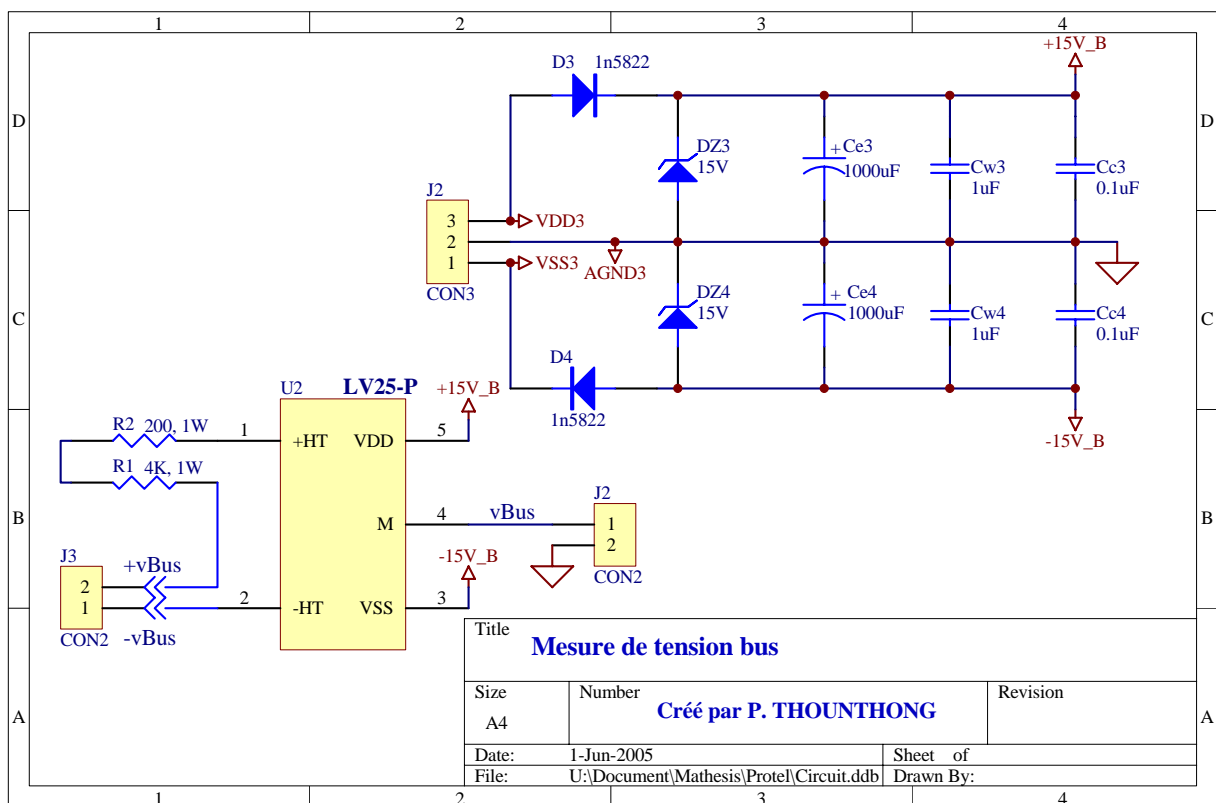 1 2 3 4
+15V_B
D3 1n5822
D D
DZ3
15V
+ Ce3
1000uF
Cw3
1uF
Cc3
0.1uF
J2
3 VDD3
2
1 VSS3
AGND3
CON3
DZ4
15V
+ Ce4
1000uF
Cw4
1uF
Cc4
0.1uF
C C
D4
1n5822
-15V_B
U2 LV25-P
+15V_B
R2 200, 1W
1 +HT VDD 5
R1 4K, 1W
J2
M 4 vBus 1
2
CON2
B B
-15V_B
J3
+vBus
2
1
2 -HT VSS 3
CON2 -vBus
Title
Mesure de tension bus
Size Number Revision
A4 Créé par P. THOUNTHONG
A A
Date: 1-Jun-2005 Sheet of
File: U:\Document\Mathesis\Protel\Circuit.ddb Drawn By:
1 2 3 4